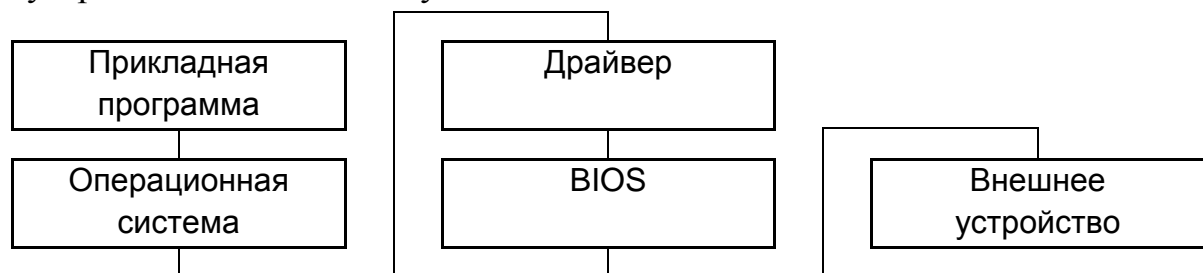 Прикладная
программа
Операционная
система
Драйвер
BIOS
Внешнее
устройство